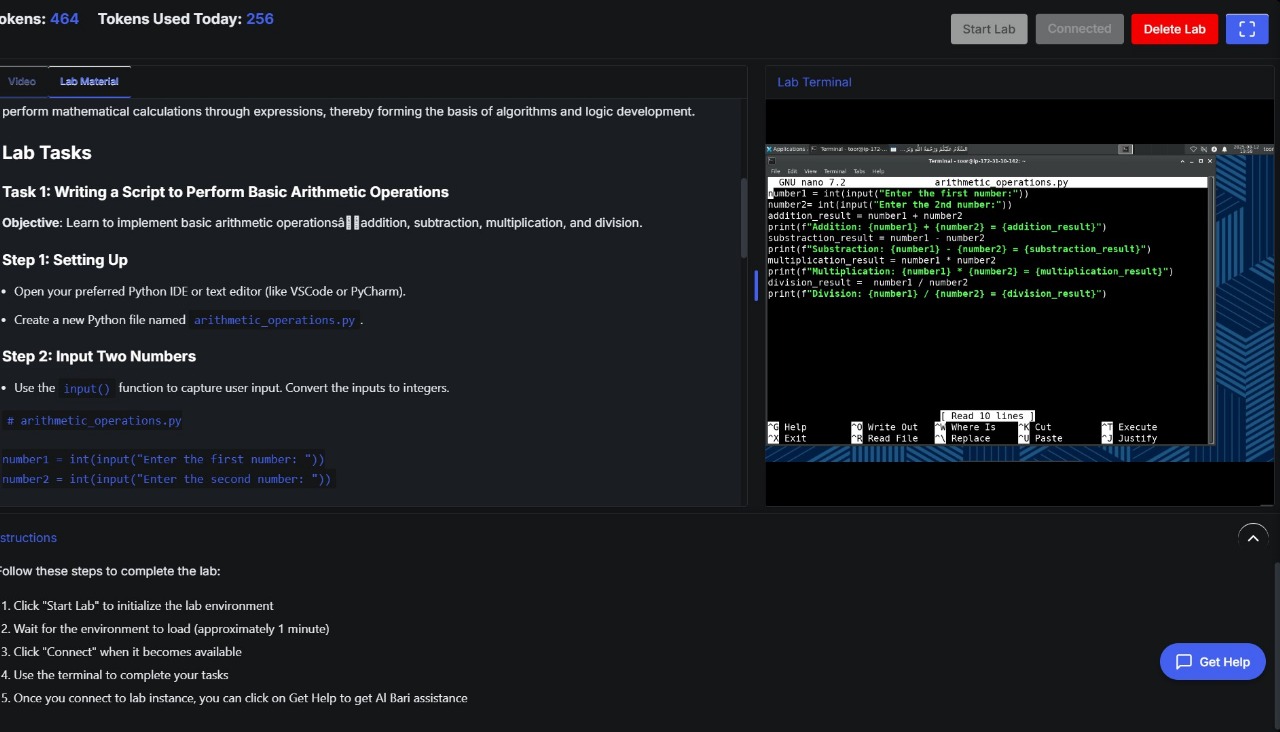 okens: 464 Tokens Used Today: 256
Start Lab
Connected
Delete Lab
Video
Lab Material
perform mathematical calculations through expressions, thereby forming the basis of algorithms and logic development.
Lab Tasks
Task 1: Writing a Script to Perform Basic Arithmetic Operations
Objective: Learn to implement basic arithmetic operationsâaddition, subtraction, multiplication, and division.
Step 1: Setting Up
• Open your preferred Python IDE or text editor (like VSCode or PyCharm).
• Create a new Python file named arithmetic_operations.py .
Step 2: Input Two Numbers
• Use the input() function to capture user input. Convert the inputs to integers.
# arithmetic_operations.py
number1 = int(input("Enter the first number: "))
number2 = int(input("Enter the second number: "))
Lab Terminal
Applications
Terminal - toor@ip-172-...
السَّلَامُ عَلَيْكُمْ وَرَحْمَةُ اللَّهِ وَبَرَ...
Terminal - toor@ip-172-31-30-142: ~
File Edit View Terminal Tabs Help
GNU nano 7.2 arithmetic_operations.py
number1 = int(input("Enter the first number:"))
number2= int(input("Enter the 2nd number:"))
addition_result = number1 + number2
print(f"Addition: {number1} + {number2} = {addition_result}")
substraction_result = number1 - number2
print(f"Substraction: {number1} - {number2} = {substraction_result}")
multiplication_result = number1 * number2
print(f"Multiplication: {number1} * {number2} = {multiplication_result}")
division_result =  number1 / number2
print(f"Division: {number1} / {number2} = {division_result}")
[ Read 10 lines ]
^G Help ^O Write Out ^W Where Is ^K Cut ^T Execute
^X Exit ^R Read File ^\ Replace ^U Paste ^J Justify
structions
Follow these steps to complete the lab:
1. Click "Start Lab" to initialize the lab environment
2. Wait for the environment to load (approximately 1 minute)
3. Click "Connect" when it becomes available
4. Use the terminal to complete your tasks
5. Once you connect to lab instance, you can click on Get Help to get AI Bari assistance
Get Help